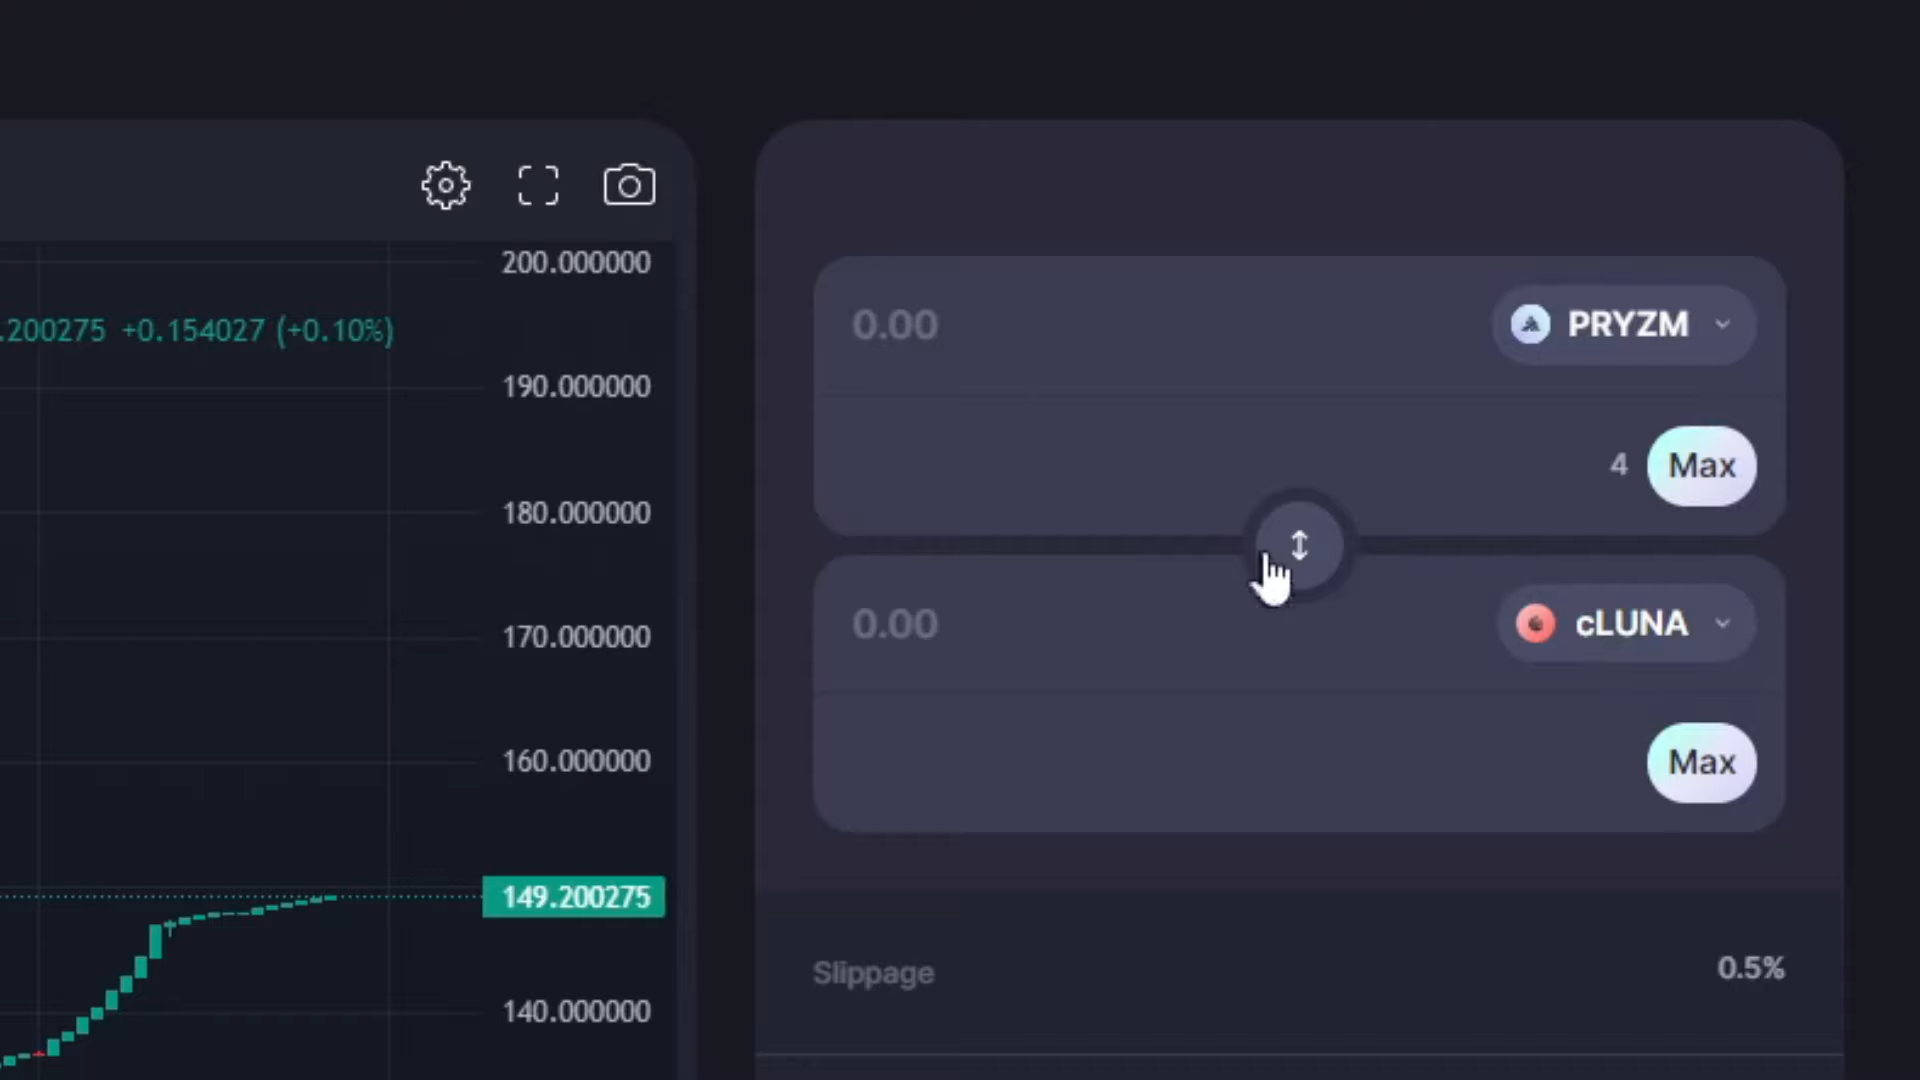 200.000000
.200275 +0.154027 (+0.10%)
190.000000
180.000000
170.000000
160.000000
149.200275
140.000000
0.00 PRYZM
4 Max
0.00 cLUNA
Max
Slippage 0.5%